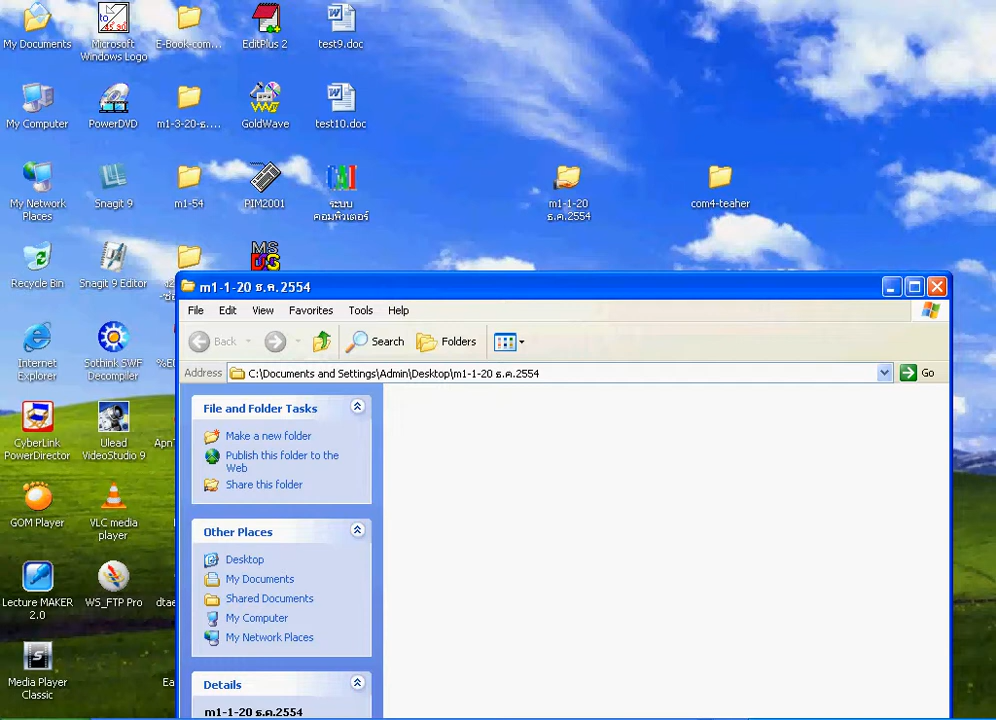 My Documents
Microsoft
Windows Logo
E-Book-com...
EditPlus 2
test9.doc
My Computer
PowerDVD
m1-3-20-ธ....
GoldWave
test10.doc
My Network
Places
Snagit 9
m1-54
PIM2001
ระบบ
คอมพิวเตอร์
m1-1-20
ธ.ค.2554
com4-teaher
Recycle Bin
Snagit 9 Editor
MS
m1-1-20 ธ.ค.2554
File Edit View Favorites Tools Help
Back Search Folders
Address C:\Documents and Settings\Admin\Desktop\m1-1-20 ธ.ค.2554 Go
Internet
Explorer
Sothink SWF
Decompiler
File and Folder Tasks
Make a new folder
Publish this folder to the
Web
Share this folder
CyberLink
PowerDirector
Ulead
VideoStudio 9
GOM Player
VLC media
player
Other Places
Desktop
My Documents
Shared Documents
My Computer
My Network Places
Lecture MAKER
2.0
WS_FTP Pro
Media Player
Classic
Details
m1-1-20 ธ.ค.2554